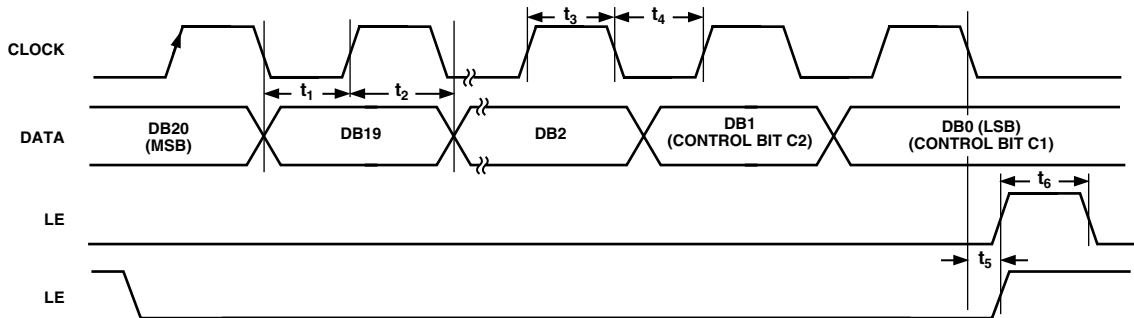 t3
t4
CLOCK
t1
t2
DB20
(MSB)
DB19
DB2
DB1
(CONTROL BIT C2)
DB0 (LSB)
(CONTROL BIT C1)
DATA
t6
LE
t5
LE